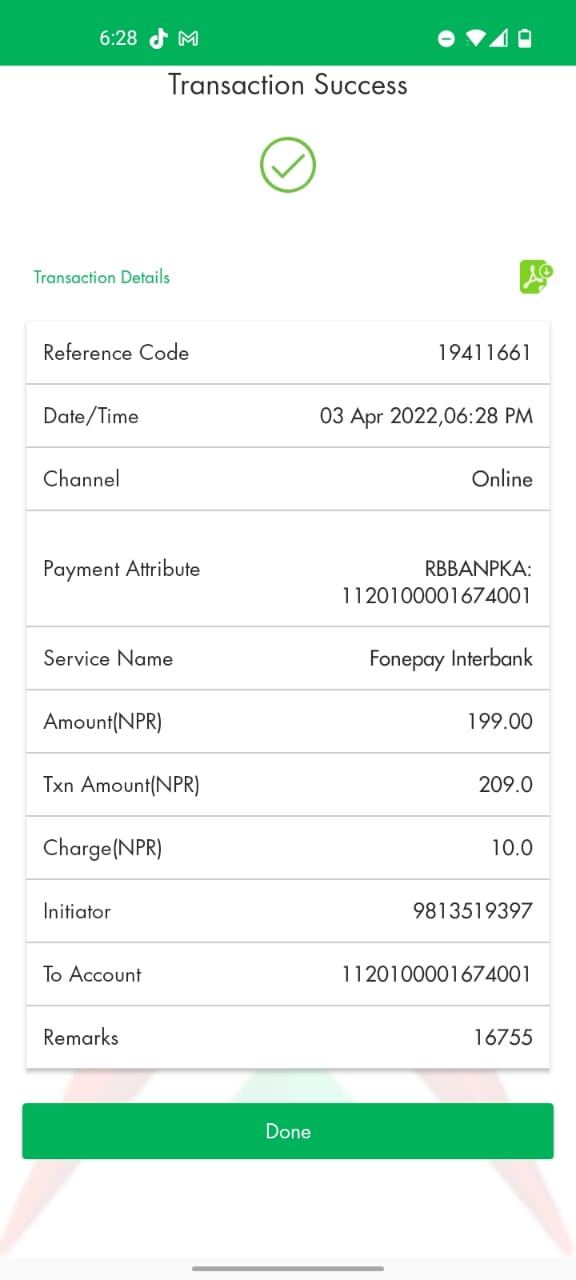 6:28
Transaction Success
Transaction Details
Reference Code 19411661
Date/Time 03 Apr 2022,06:28 PM
Channel Online
Payment Attribute RBBANPKA:
1120100001674001
Service Name Fonepay Interbank
Amount(NPR) 199.00
Txn Amount(NPR) 209.0
Charge(NPR) 10.0
Initiator 9813519397
To Account 1120100001674001
Remarks 16755
Done